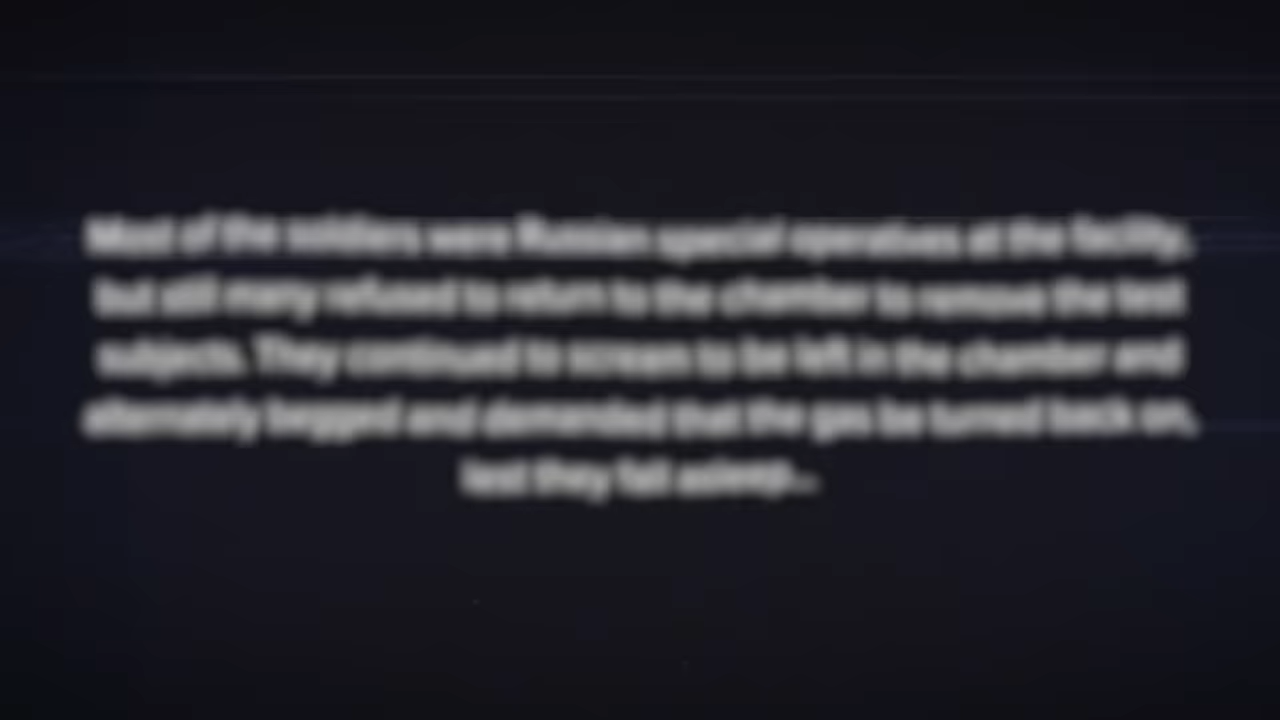 Most of the soldiers were Russian special operatives at the facility,
but still many refused to return to the chamber to remove the test
subjects. They continued to scream to be left in the chamber and
alternately begged and demanded that the gas be turned back on,
lest they fall asleep...